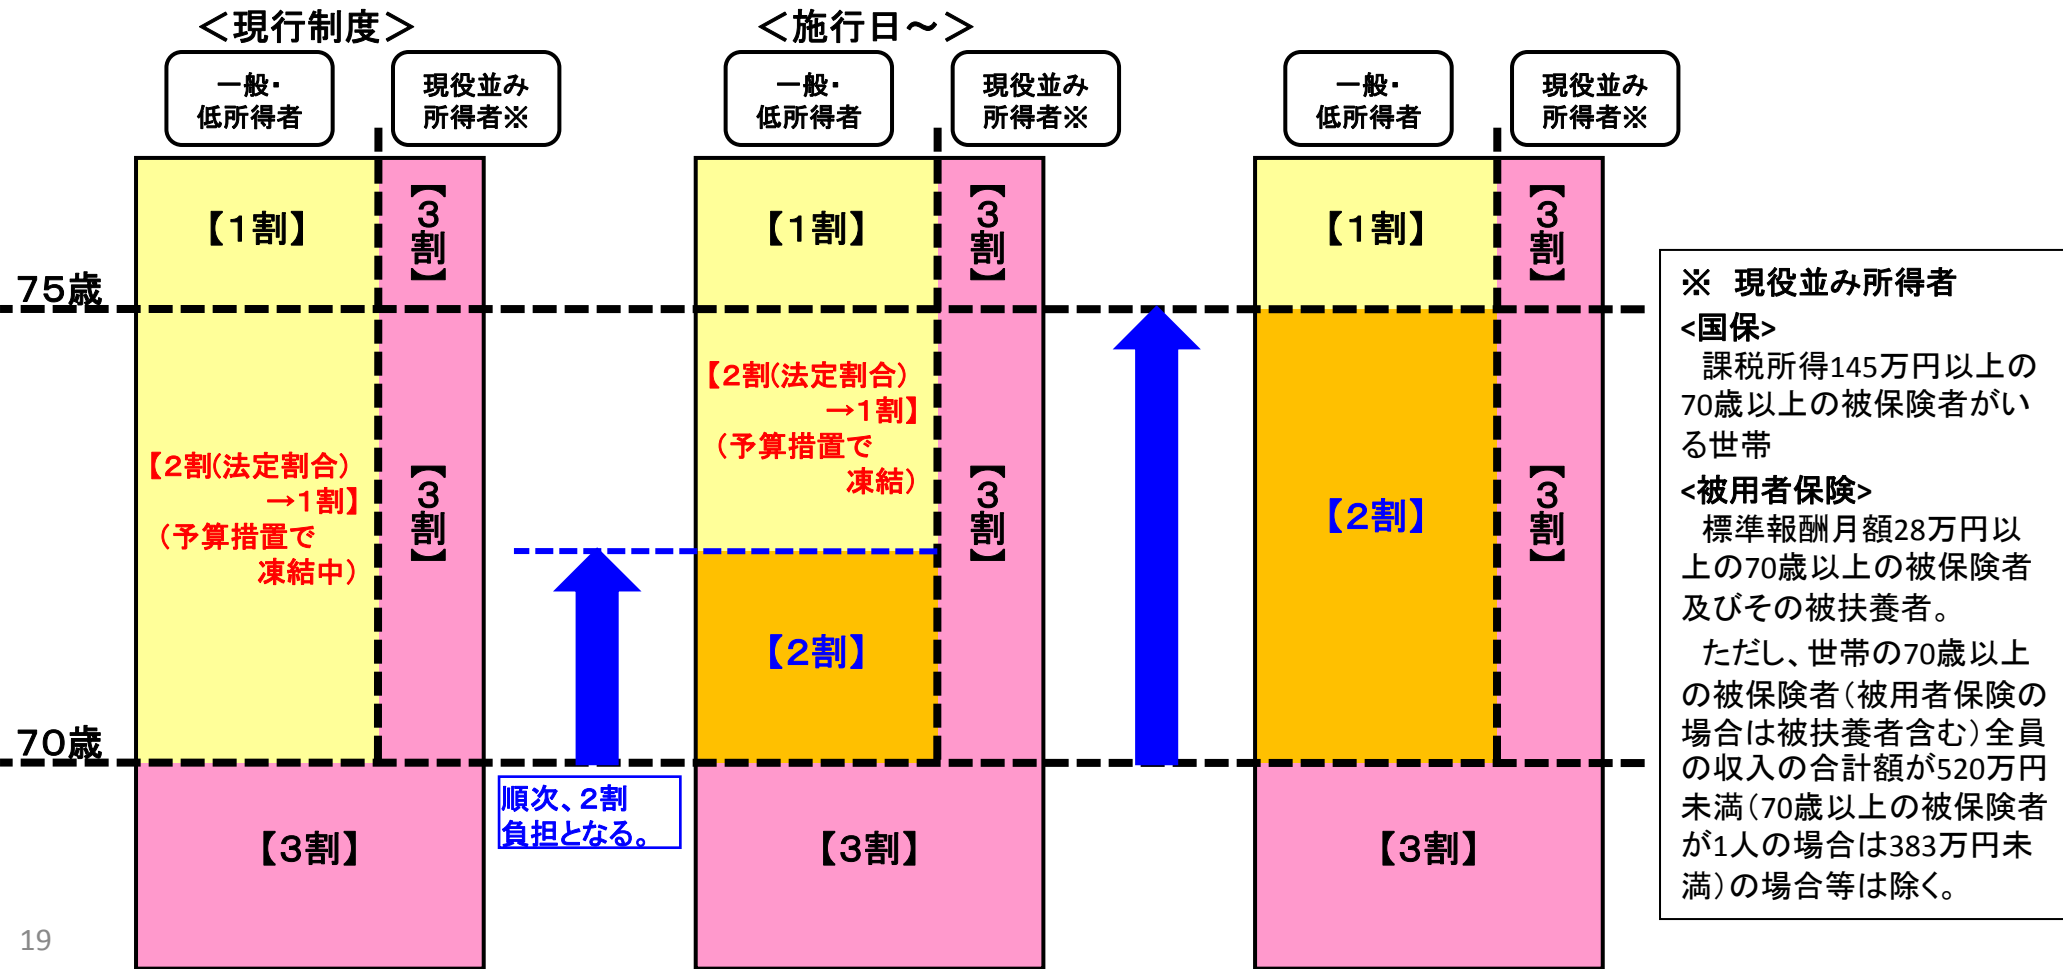 ＜現行制度＞
一般・
低所得者
現役並み
所得者※
【１割】
【３割】
75歳
【２割(法定割合)
→１割】
（予算措置で
凍結中）
【３割】
70歳
【３割】
順次、２割
負担となる。
＜施行日～＞
一般・
低所得者
現役並み
所得者※
【１割】
【３割】
【２割(法定割合)
→１割】
（予算措置で
凍結）
【３割】
【２割】
【３割】
一般・
低所得者
現役並み
所得者※
【１割】
【３割】
【２割】
【３割】
【３割】
※　現役並み所得者
<国保>
課税所得145万円以上の
70歳以上の被保険者がい
る世帯
<被用者保険>
標準報酬月額28万円以
上の70歳以上の被保険者
及びその被扶養者。
ただし、世帯の70歳以上
の被保険者（被用者保険の
場合は被扶養者含む）全員
の収入の合計額が520万円
未満（70歳以上の被保険者
が1人の場合は383万円未
満）の場合等は除く。
19